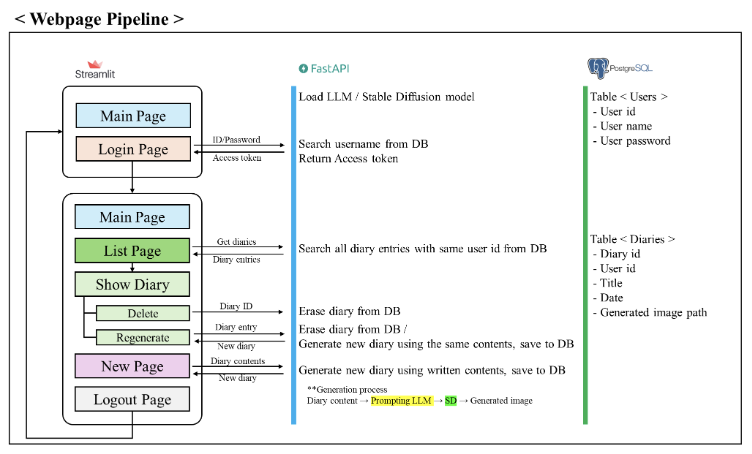 < Webpage Pipeline >
Streamlit
FastAPI
PostgreSQL
Main Page
Login Page
ID/Password
Access token
Load LLM / Stable Diffusion model
Search username from DB
Return Access token
Table < Users >
- User id
- User name
- User password
Main Page
List Page
Get diaries
Diary entries
Search all diary entries with same user id from DB
Show Diary
Delete
Diary ID
Erase diary from DB
Regenerate
Diary entry
New diary
Erase diary from DB /
Generate new diary using the same contents, save to DB
New Page
Diary contents
New diary
Generate new diary using written contents, save to DB
**Generation process
Diary content → Prompting LLM → SD → Generated image
Logout Page
Table < Diaries >
- Diary id
- User id
- Title
- Date
- Generated image path